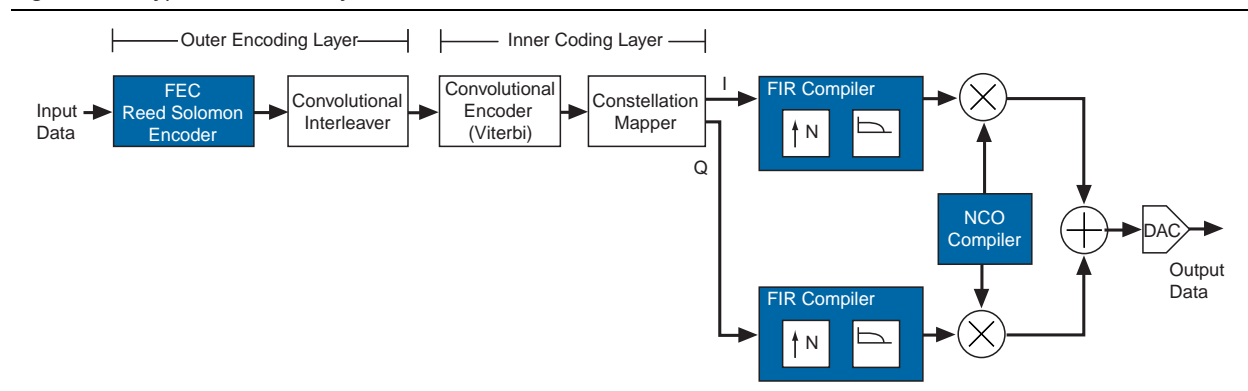 Outer Encoding Layer
Inner Coding Layer
Input
Data
FEC
Reed Solomon
Encoder
Convolutional
Interleaver
Convolutional
Encoder
(Viterbi)
Constellation
Mapper
I
Q
FIR Compiler
N
NCO
Compiler
DAC
Output
Data
FIR Compiler
N